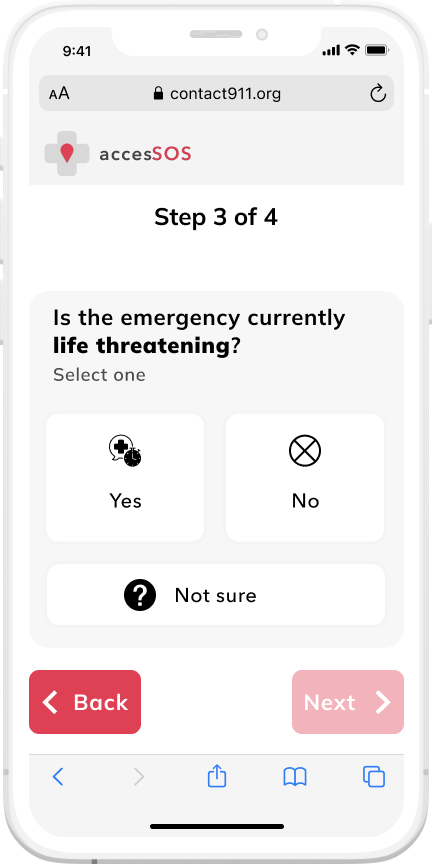 9:41
AA contact911.org
accesSOS
Step 3 of 4
Is the emergency currently
life threatening?
Select one
Yes No
? Not sure
Back Next